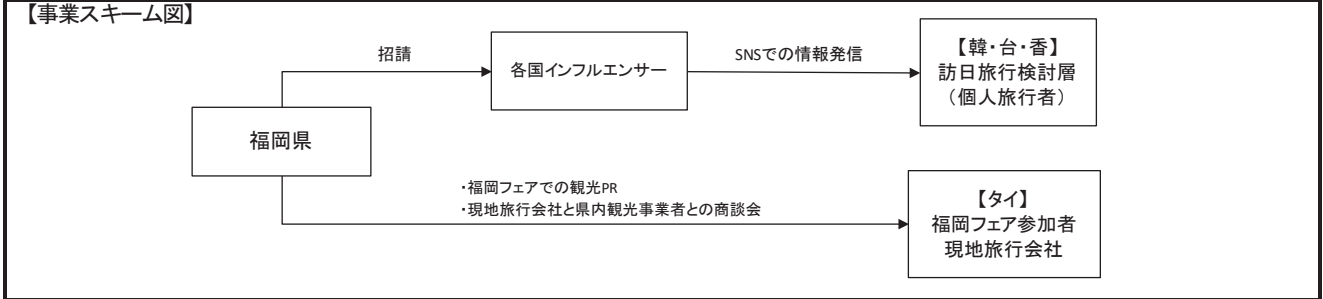 【事業スキーム図】
招請
各国インフルエンサー
SNSでの情報発信
【韓・台・香】
訪日旅行検討層
（個人旅行者）
福岡県
・福岡フェアでの観光PR
・現地旅行会社と県内観光事業者との商談会
【タイ】
福岡フェア参加者
現地旅行会社